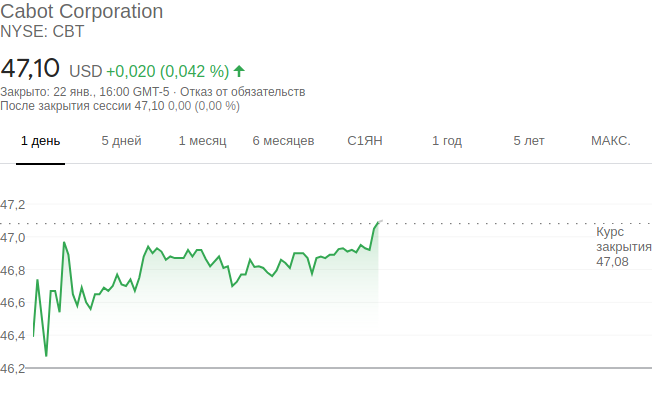 Cabot Corporation
NYSE: CBT
47,10 USD +0,020 (0,042 %)
Закрыто: 22 янв., 16:00 GMT-5 · Отказ от обязательств
После закрытия сессии 47,10 0,00 (0,00 %)
1 день 5 дней 1 месяц 6 месяцев С1ЯН 1 год 5 лет МАКС.
47,2
47,0
46,8
46,6
46,4
46,2
Курс
закрытия
47,08